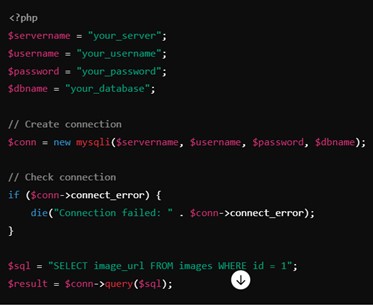 <?php
$servername = "your_server";
$username = "your_username";
$password = "your_password";
$dbname = "your_database";
// Create connection
$conn = new mysqli($servername, $username, $password, $dbname);
// Check connection
if ($conn->connect_error) {
die("Connection failed: " . $conn->connect_error);
}
$sql = "SELECT image_url FROM images WHERE id = 1";
$result = $conn->query($sql);